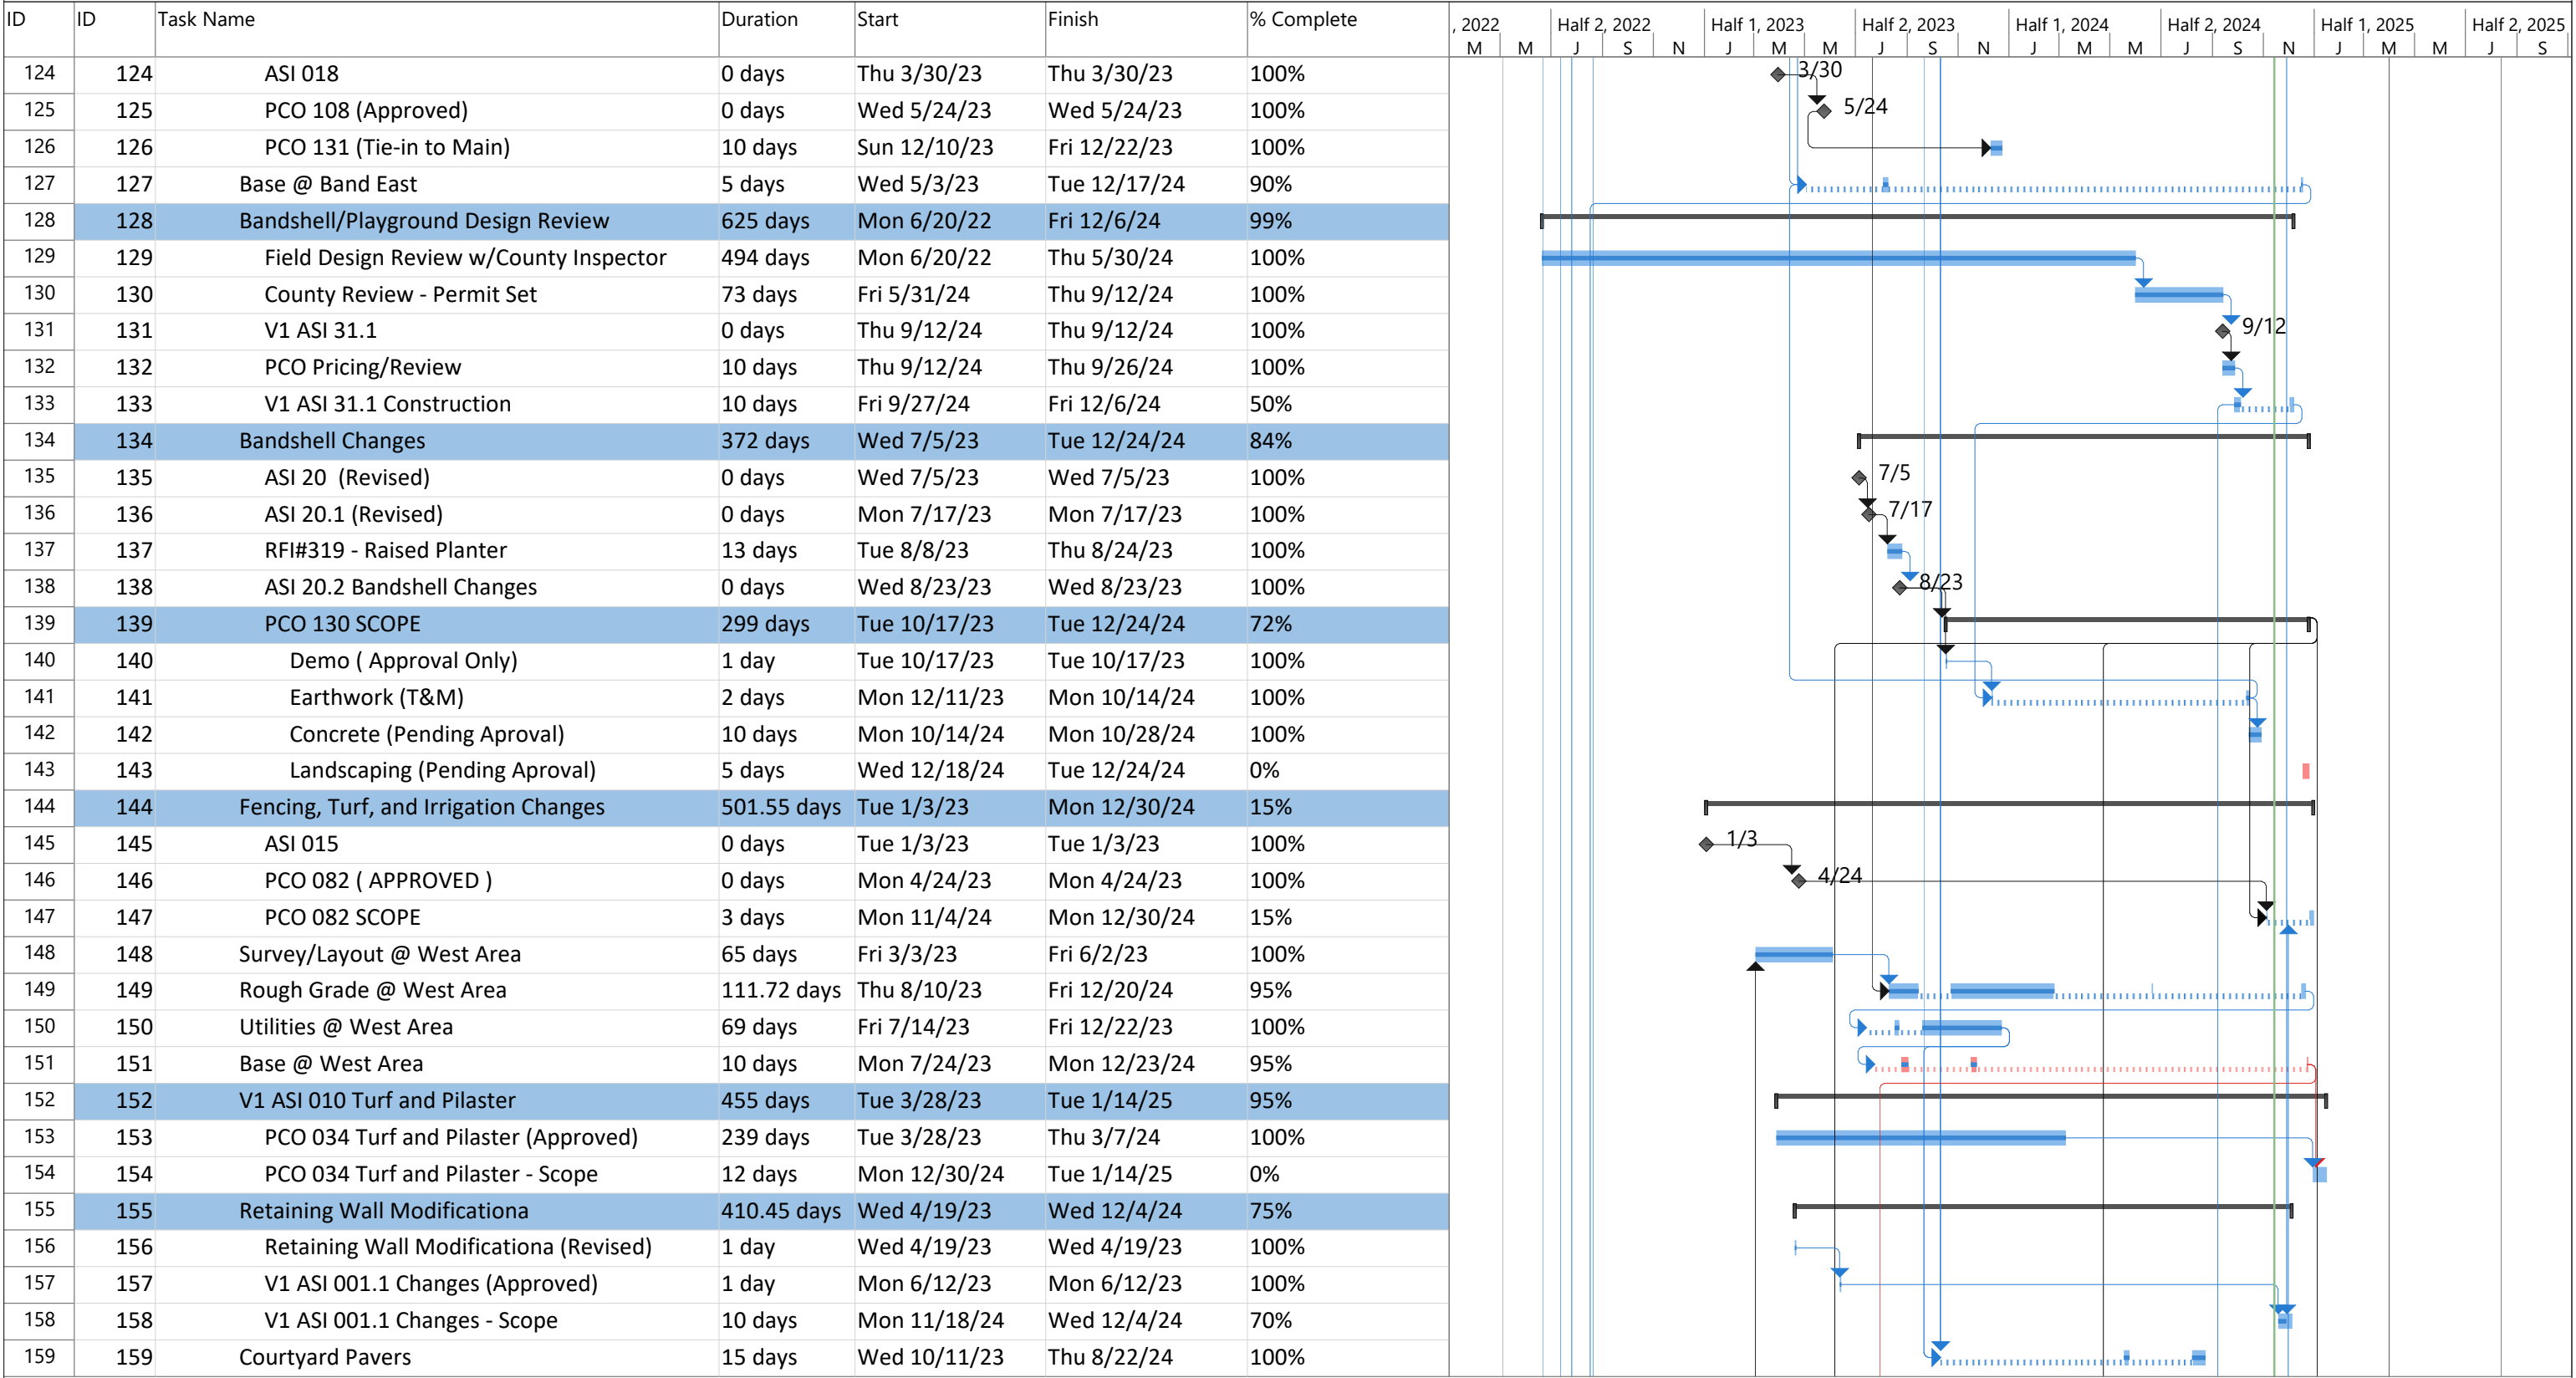 ID ID Task Name Duration Start Finish % Complete , 2022 Half 2, 2022 Half 1, 2023 Half 2, 2023 Half 1, 2024 Half 2, 2024 Half 1, 2025 Half 2, 2025
M M J S N J M M J S N J M M J S N J M M J S
124 124 ASI 018 0 days Thu 3/30/23 Thu 3/30/23 100% 3/30
125 125 PCO 108 (Approved) 0 days Wed 5/24/23 Wed 5/24/23 100% 5/24
126 126 PCO 131 (Tie-in to Main) 10 days Sun 12/10/23 Fri 12/22/23 100%
127 127 Base @ Band East 5 days Wed 5/3/23 Tue 12/17/24 90%
128 128 Bandshell/Playground Design Review 625 days Mon 6/20/22 Fri 12/6/24 99%
129 129 Field Design Review w/County Inspector 494 days Mon 6/20/22 Thu 5/30/24 100%
130 130 County Review - Permit Set 73 days Fri 5/31/24 Thu 9/12/24 100%
131 131 V1 ASI 31.1 0 days Thu 9/12/24 Thu 9/12/24 100% 9/12
132 132 PCO Pricing/Review 10 days Thu 9/12/24 Thu 9/26/24 100%
133 133 V1 ASI 31.1 Construction 10 days Fri 9/27/24 Fri 12/6/24 50%
134 134 Bandshell Changes 372 days Wed 7/5/23 Tue 12/24/24 84%
135 135 ASI 20 (Revised) 0 days Wed 7/5/23 Wed 7/5/23 100% 7/5
136 136 ASI 20.1 (Revised) 0 days Mon 7/17/23 Mon 7/17/23 100% 7/17
137 137 RFI#319 - Raised Planter 13 days Tue 8/8/23 Thu 8/24/23 100%
138 138 ASI 20.2 Bandshell Changes 0 days Wed 8/23/23 Wed 8/23/23 100% 8/23
139 139 PCO 130 SCOPE 299 days Tue 10/17/23 Tue 12/24/24 72%
140 140 Demo ( Approval Only) 1 day Tue 10/17/23 Tue 10/17/23 100%
141 141 Earthwork (T&M) 2 days Mon 12/11/23 Mon 10/14/24 100%
142 142 Concrete (Pending Aproval) 10 days Mon 10/14/24 Mon 10/28/24 100%
143 143 Landscaping (Pending Aproval) 5 days Wed 12/18/24 Tue 12/24/24 0%
144 144 Fencing, Turf, and Irrigation Changes 501.55 days Tue 1/3/23 Mon 12/30/24 15%
145 145 ASI 015 0 days Tue 1/3/23 Tue 1/3/23 100% 1/3
146 146 PCO 082 ( APPROVED ) 0 days Mon 4/24/23 Mon 4/24/23 100% 4/24
147 147 PCO 082 SCOPE 3 days Mon 11/4/24 Mon 12/30/24 15%
148 148 Survey/Layout @ West Area 65 days Fri 3/3/23 Fri 6/2/23 100%
149 149 Rough Grade @ West Area 111.72 days Thu 8/10/23 Fri 12/20/24 95%
150 150 Utilities @ West Area 69 days Fri 7/14/23 Fri 12/22/23 100%
151 151 Base @ West Area 10 days Mon 7/24/23 Mon 12/23/24 95%
152 152 V1 ASI 010 Turf and Pilaster 455 days Tue 3/28/23 Tue 1/14/25 95%
153 153 PCO 034 Turf and Pilaster (Approved) 239 days Tue 3/28/23 Thu 3/7/24 100%
154 154 PCO 034 Turf and Pilaster - Scope 12 days Mon 12/30/24 Tue 1/14/25 0%
155 155 Retaining Wall Modificationa 410.45 days Wed 4/19/23 Wed 12/4/24 75%
156 156 Retaining Wall Modificationa (Revised) 1 day Wed 4/19/23 Wed 4/19/23 100%
157 157 V1 ASI 001.1 Changes (Approved) 1 day Mon 6/12/23 Mon 6/12/23 100%
158 158 V1 ASI 001.1 Changes - Scope 10 days Mon 11/18/24 Wed 12/4/24 70%
159 159 Courtyard Pavers 15 days Wed 10/11/23 Thu 8/22/24 100%